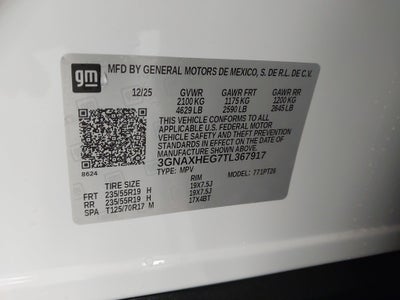 gm MFD BY GENERAL MOTORS DE MEXICO, S. DE R.L. DE C.V.
12/25 GVWR GAWR FRT GAWR RR
2100 KG 1175 KG 1200 KG
4629 LB 2590 LB 2645 LB
THIS VEHICLE CONFORMS TO ALL
APPLICABLE U.S. FEDERAL MOTOR
VEHICLE SAFETY, BUMPER, AND
THEFT PREVENTION STANDARDS
IN EFFECT ON THE DATE OF
MANUFACTURE SHOWN ABOVE.
3GNAXHEG7TL367917
8624 TYPE: MPV MODEL: 771PT26
TIRE SIZE RIM
FRT 235/55R19 H 19X7.5J
RR 235/55R19 H 19X7.5J
SPA T125/70R17 M 17X4BT